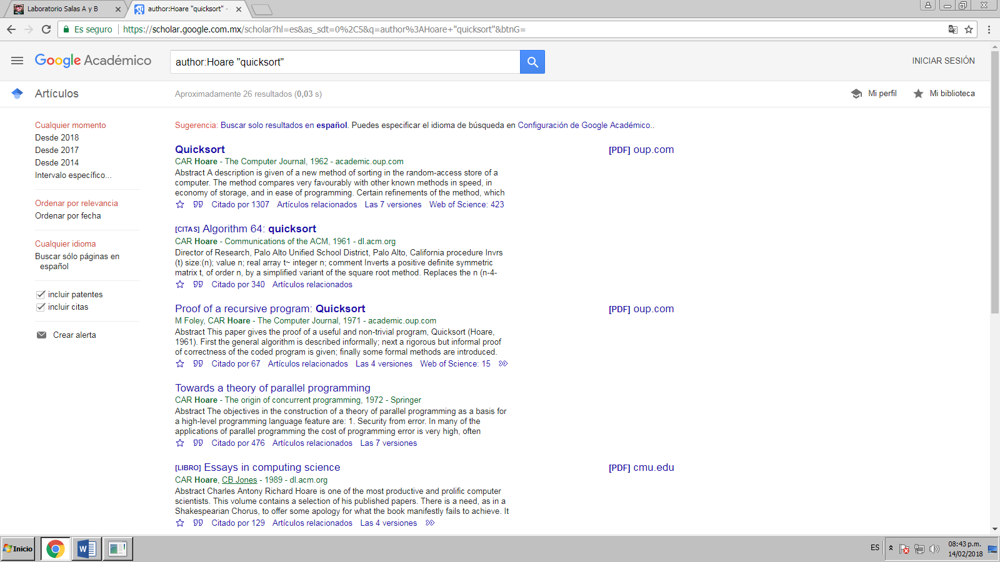 Laboratorio Salas A y B
author:Hoare "quicksort" -
Es seguro
https://scholar.google.com.mx/scholar?hl=es&as_sdt=0%2C5&q=author%3AHoare+"quicksort"&btnG=
Google Académico
author:Hoare "quicksort"
INICIAR SESIÓN
Artículos
Aproximadamente 26 resultados (0,03 s)
Mi perfil
Mi biblioteca
Cualquier momento
Desde 2018
Desde 2017
Desde 2014
Intervalo específico...
Ordenar por relevancia
Ordenar por fecha
Cualquier idioma
Buscar sólo páginas en
español
incluir patentes
incluir citas
Crear alerta
Sugerencia: Buscar solo resultados en español. Puedes especificar el idioma de búsqueda en Configuración de Google Académico..
Quicksort
[PDF] oup.com
CAR Hoare - The Computer Journal, 1962 - academic.oup.com
Abstract A description is given of a new method of sorting in the random-access store of a
computer. The method compares very favourably with other known methods in speed, in
economy of storage, and in ease of programming. Certain refinements of the method, which
Citado por 1307 Artículos relacionados Las 7 versiones Web of Science: 423
[CITAS] Algorithm 64: quicksort
CAR Hoare - Communications of the ACM, 1961 - dl.acm.org
Director of Research, Palo Alto Unified School District, Palo Alto, California procedure Invrs
(t) size:(n); value n; real array t~ integer n; comment Inverts a positive definite symmetric
matrix t, of order n, by a simplified variant of the square root method. Replaces the n (n-4-
Citado por 340 Artículos relacionados
Proof of a recursive program: Quicksort
[PDF] oup.com
M Foley, CAR Hoare - The Computer Journal, 1971 - academic.oup.com
Abstract This paper gives the proof of a useful and non-trivial program, Quicksort (Hoare,
1961). First the general algorithm is described informally; next a rigorous but informal proof
of correctness of the coded program is given; finally some formal methods are introduced.
Citado por 67 Artículos relacionados Las 4 versiones Web of Science: 15
Towards a theory of parallel programming
CAR Hoare - The origin of concurrent programming, 1972 - Springer
Abstract The objectives in the construction of a theory of parallel programming as a basis for
a high-level programming language feature are: 1. Security from error. In many of the
applications of parallel programming the cost of programming error is very high, often
Citado por 476 Artículos relacionados Las 7 versiones
[LIBRO] Essays in computing science
[PDF] cmu.edu
CAR Hoare, CB Jones - 1989 - dl.acm.org
Abstract Charles Antony Richard Hoare is one of the most productive and prolific computer
scientists. This volume contains a selection of his published papers. There is a need, as in a
Shakespearian Chorus, to offer some apology for what the book manifestly fails to achieve. It
Citado por 129 Artículos relacionados Las 4 versiones
Inicio
ES
08:43 p.m.
14/02/2018